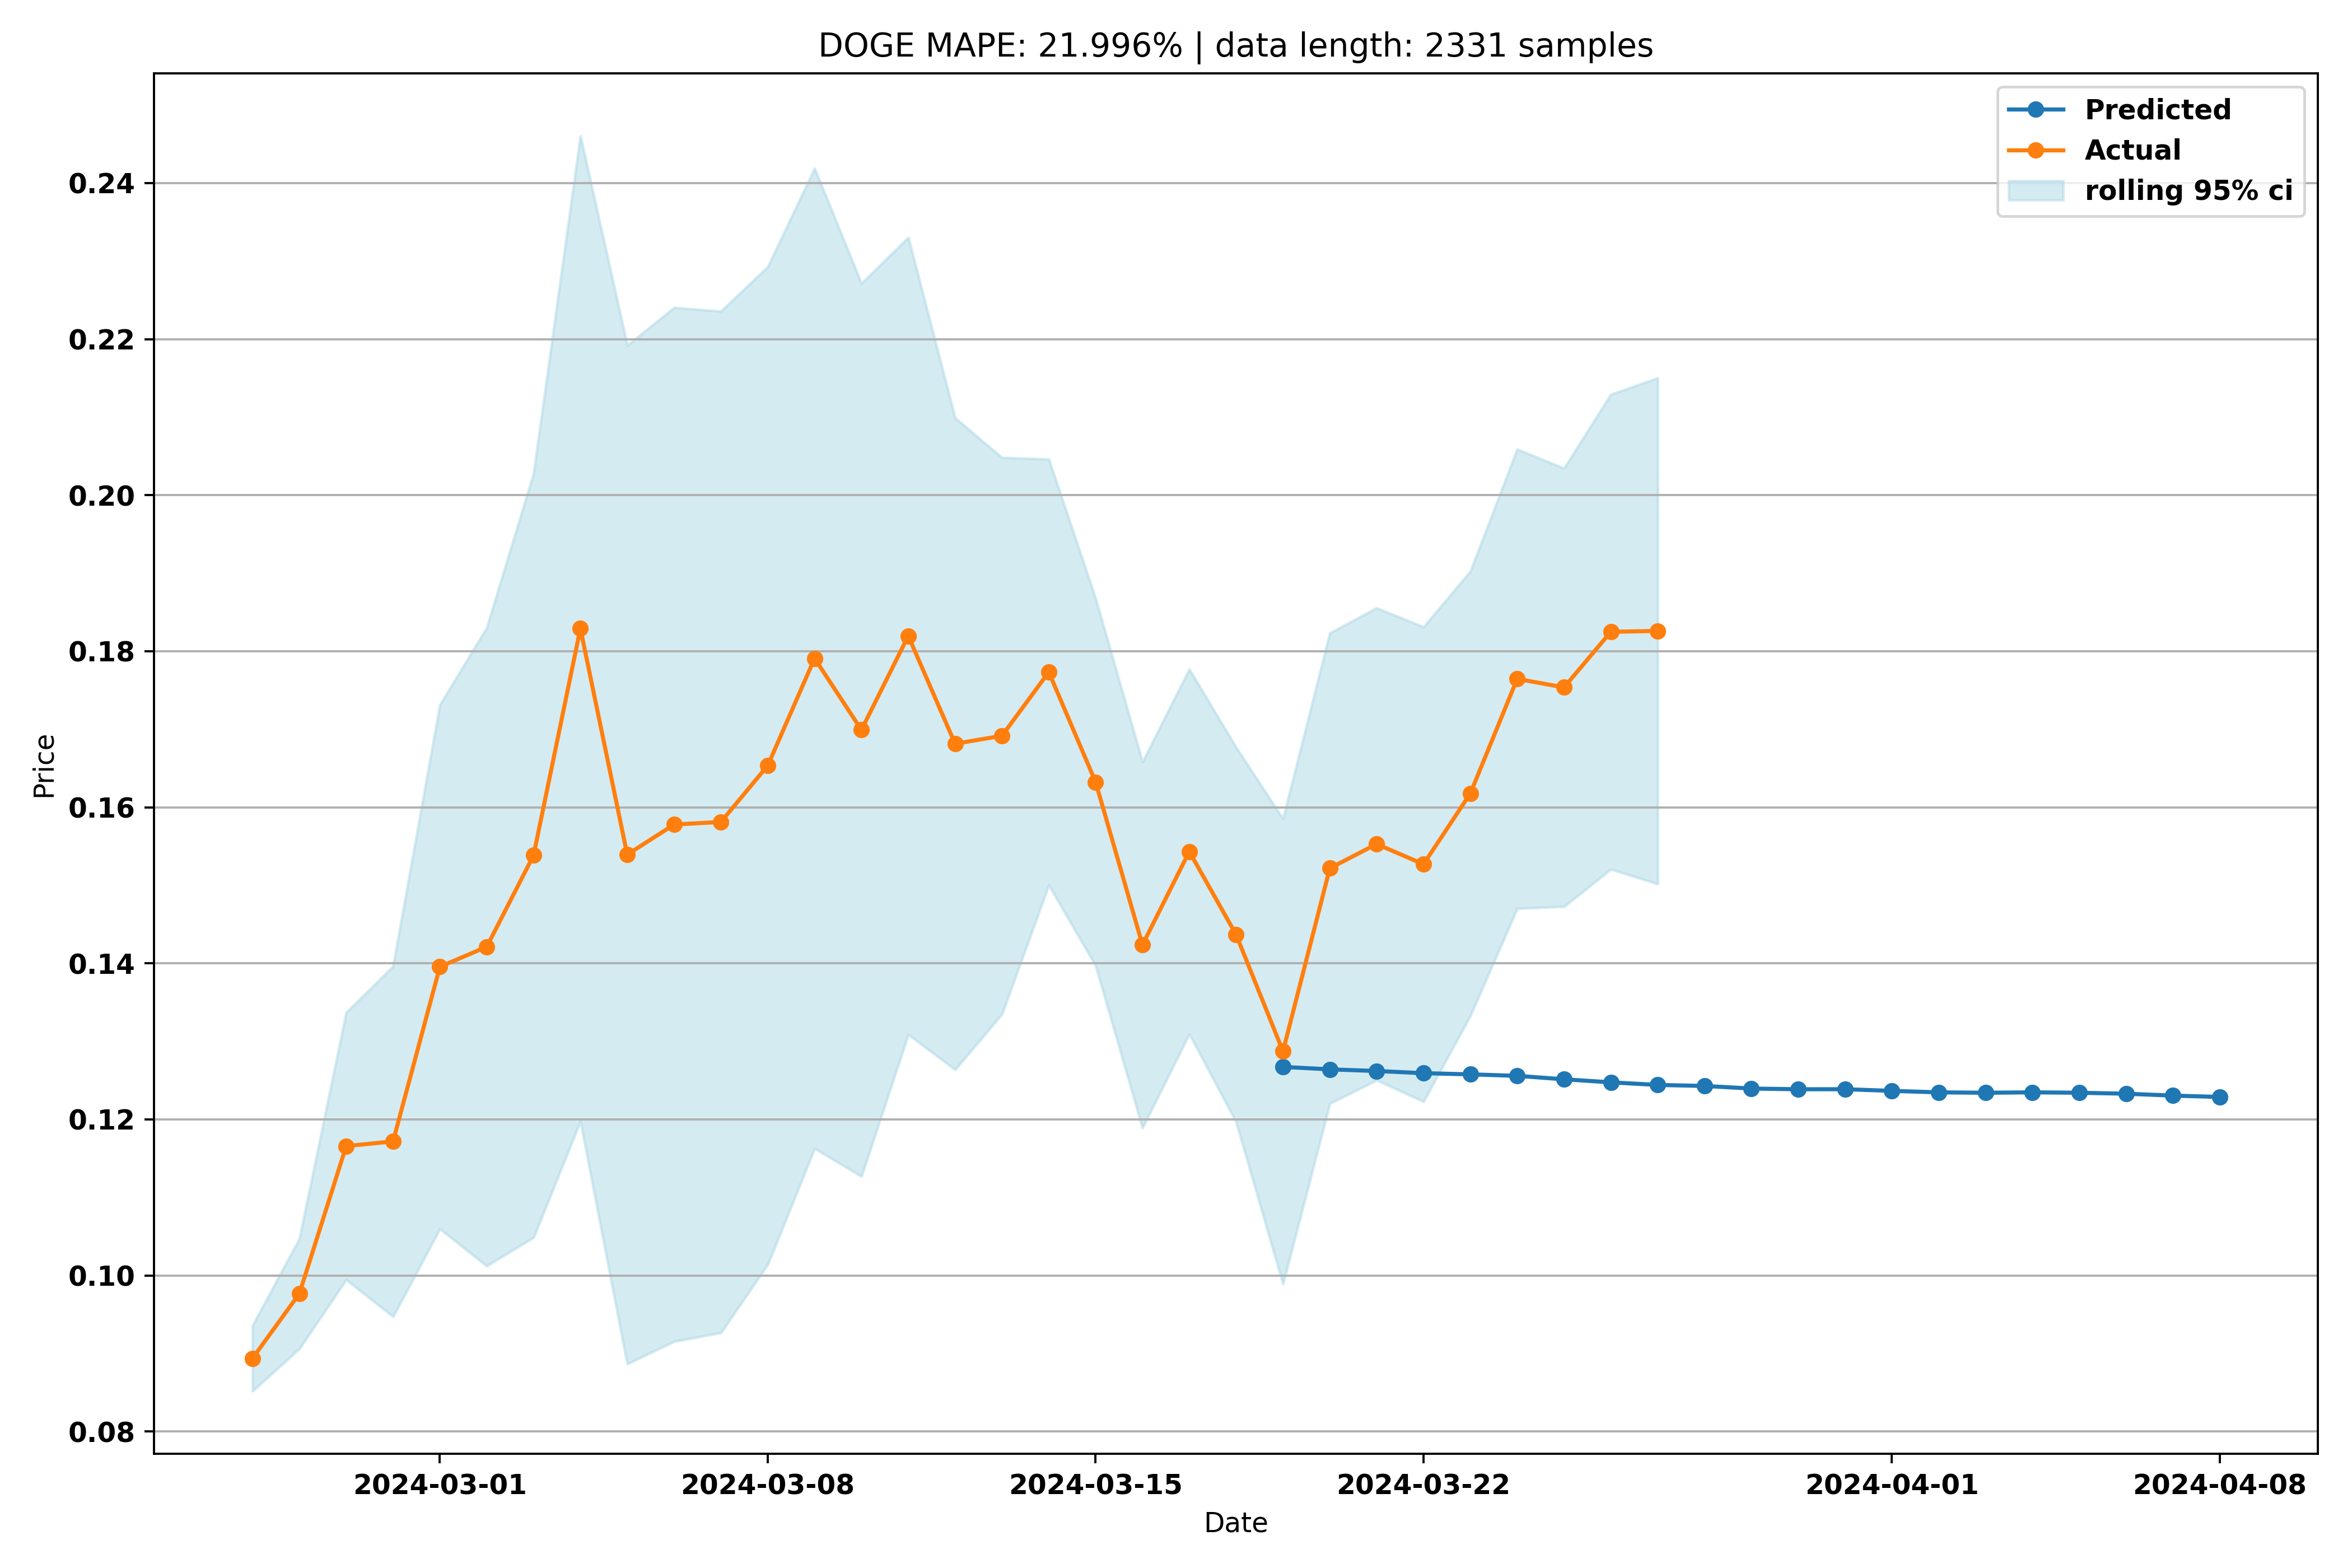 DOGE MAPE: 21.996% | data length: 2331 samples
Predicted
Actual
rolling 95% ci
0.24
0.22
0.20
0.18
0.16
0.14
0.12
0.10
0.08
Price
2024-03-01 2024-03-08 2024-03-15 2024-03-22 2024-04-01 2024-04-08
Date